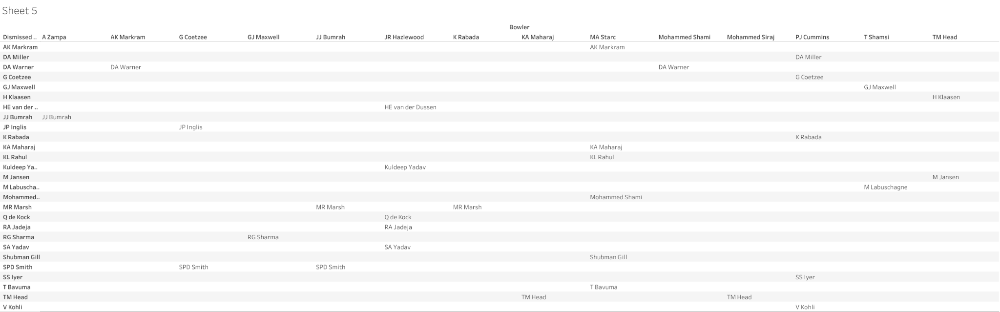 Sheet 5
Bowler
Dismissed .. A Zampa AK Markram G Coetzee GJ Maxwell JJ Bumrah JR Hazlewood K Rabada KA Maharaj MA Starc Mohammed Shami Mohammed Siraj PJ Cummins T Shamsi TM Head
AK Markram AK Markram
DA Miller DA Miller
DA Warner DA Warner DA Warner
G Coetzee G Coetzee
GJ Maxwell GJ Maxwell
H Klaasen H Klaasen
HE van der .. HE van der Dussen
JJ Bumrah JJ Bumrah
JP Inglis JP Inglis
K Rabada K Rabada
KA Maharaj KA Maharaj
KL Rahul KL Rahul
Kuldeep Ya.. Kuldeep Yadav
M Jansen M Jansen
M Labuscha.. M Labuschagne
Mohammed.. Mohammed Shami
MR Marsh MR Marsh MR Marsh
Q de Kock Q de Kock
RA Jadeja RA Jadeja
RG Sharma RG Sharma
SA Yadav SA Yadav
Shubman Gill Shubman Gill
SPD Smith SPD Smith SPD Smith
SS Iyer SS Iyer
T Bavuma T Bavuma
TM Head TM Head TM Head
V Kohli V Kohli